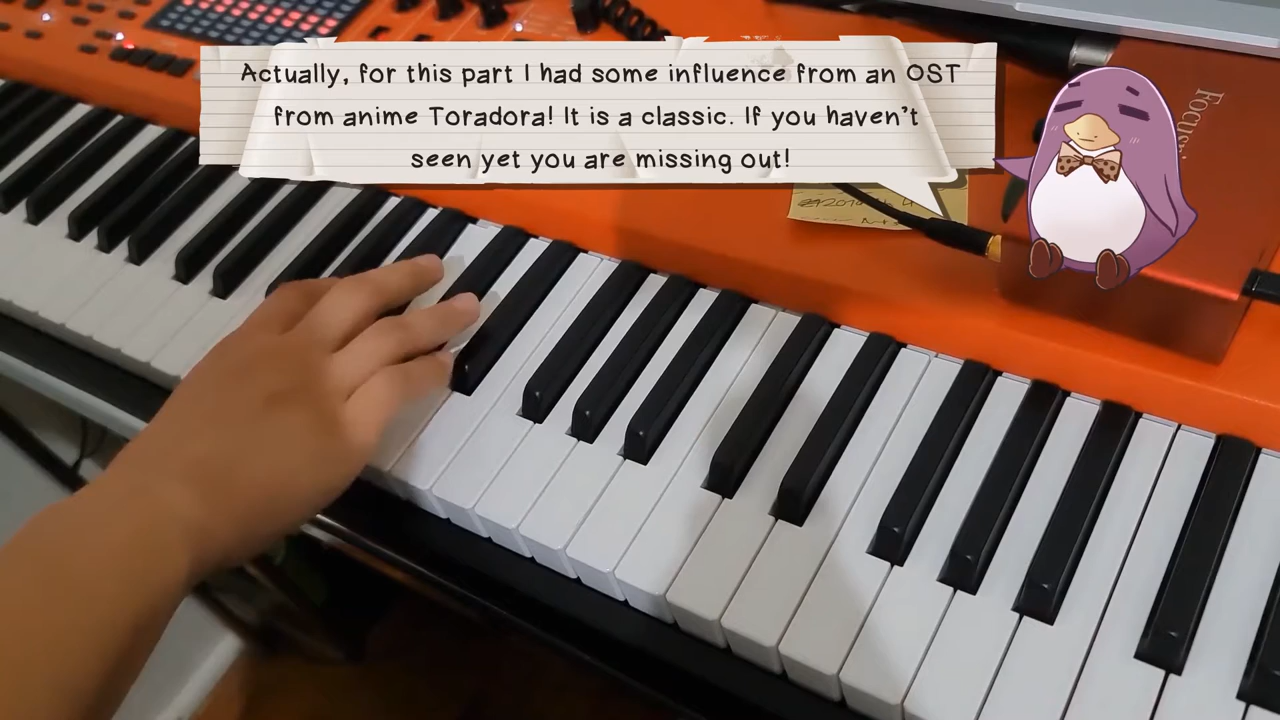 Actually, for this part I had some influence from an OST
from anime Toradora! It is a classic. If you haven't
seen yet you are missing out!